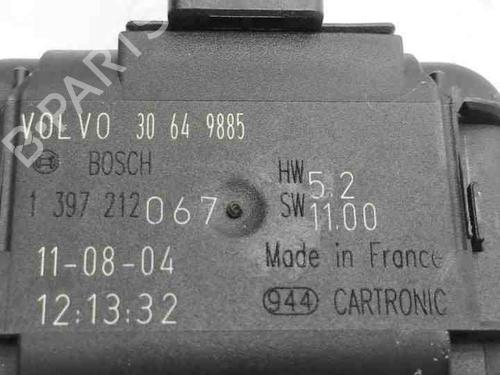 B-PARTS
VOLVO 30 64 9885
BOSCH
1 397 212 067
HW 5.2
SW 11.00
11-08-04
12:13:32
Made in France
944 CARTRONIC